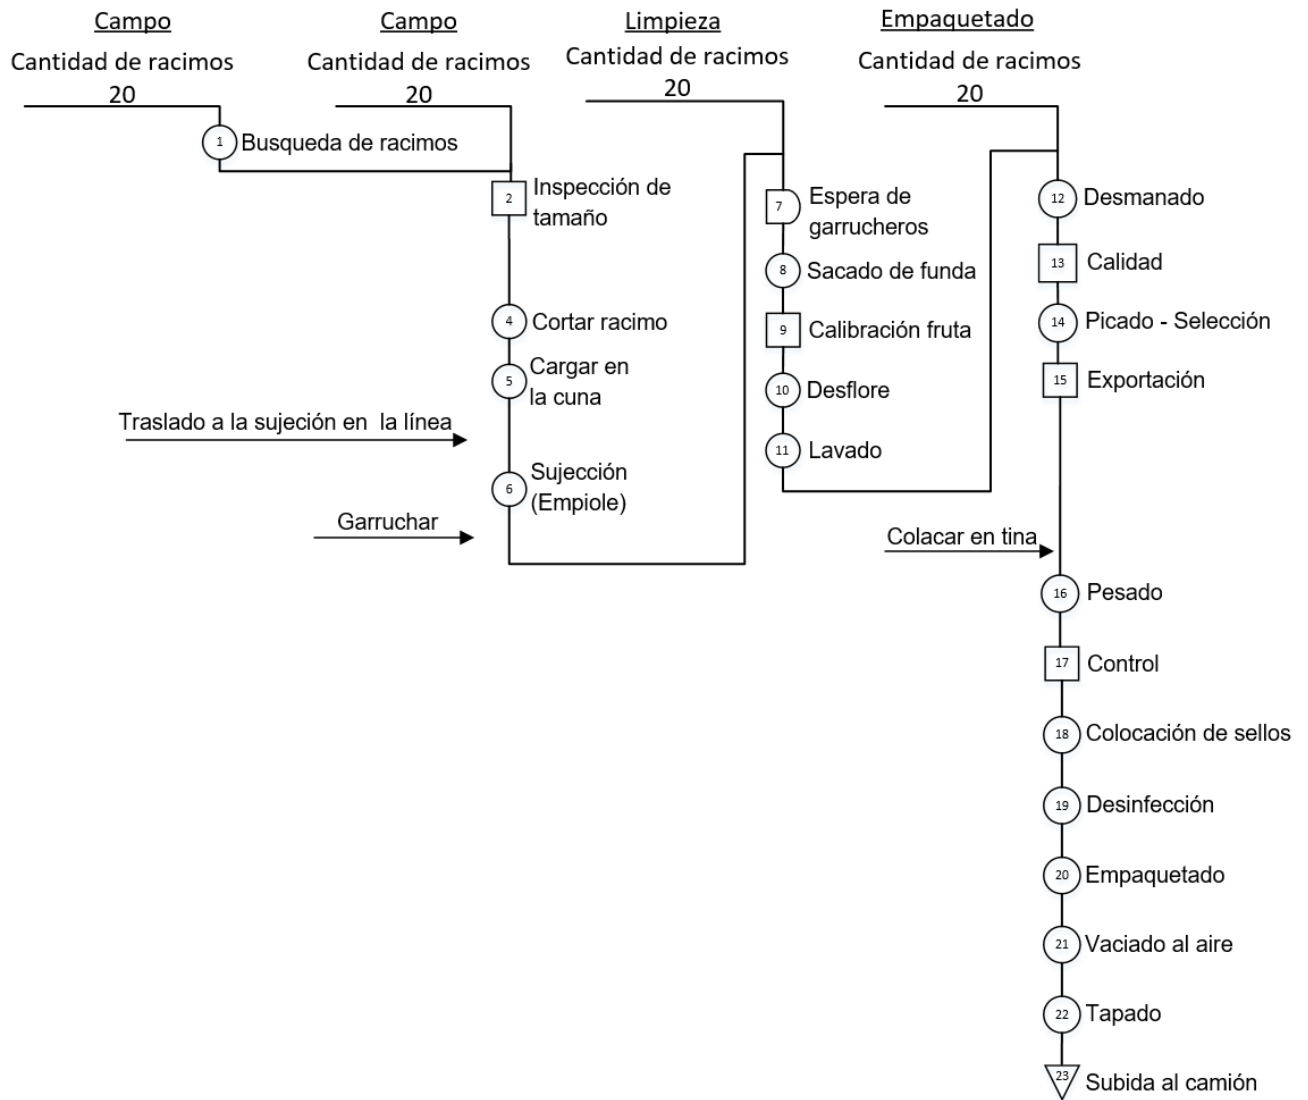 Campo
Cantidad de racimos
20
1
Busqueda de racimos
Campo
Cantidad de racimos
20
2
Inspección de
tamaño
4
Cortar racimo
5
Cargar en
la cuna
Traslado a la sujeción en la línea
6
Sujección
(Empiole)
Garruchar
Limpieza
Cantidad de racimos
20
7
Espera de
garrucheros
8
Sacado de funda
9
Calibración fruta
10
Desflore
11
Lavado
Empaquetado
Cantidad de racimos
20
12
Desmanado
13
Calidad
14
Picado - Selección
15
Exportación
Colacar en tina
16
Pesado
17
Control
18
Colocación de sellos
19
Desinfección
20
Empaquetado
21
Vaciado al aire
22
Tapado
23
Subida al camión